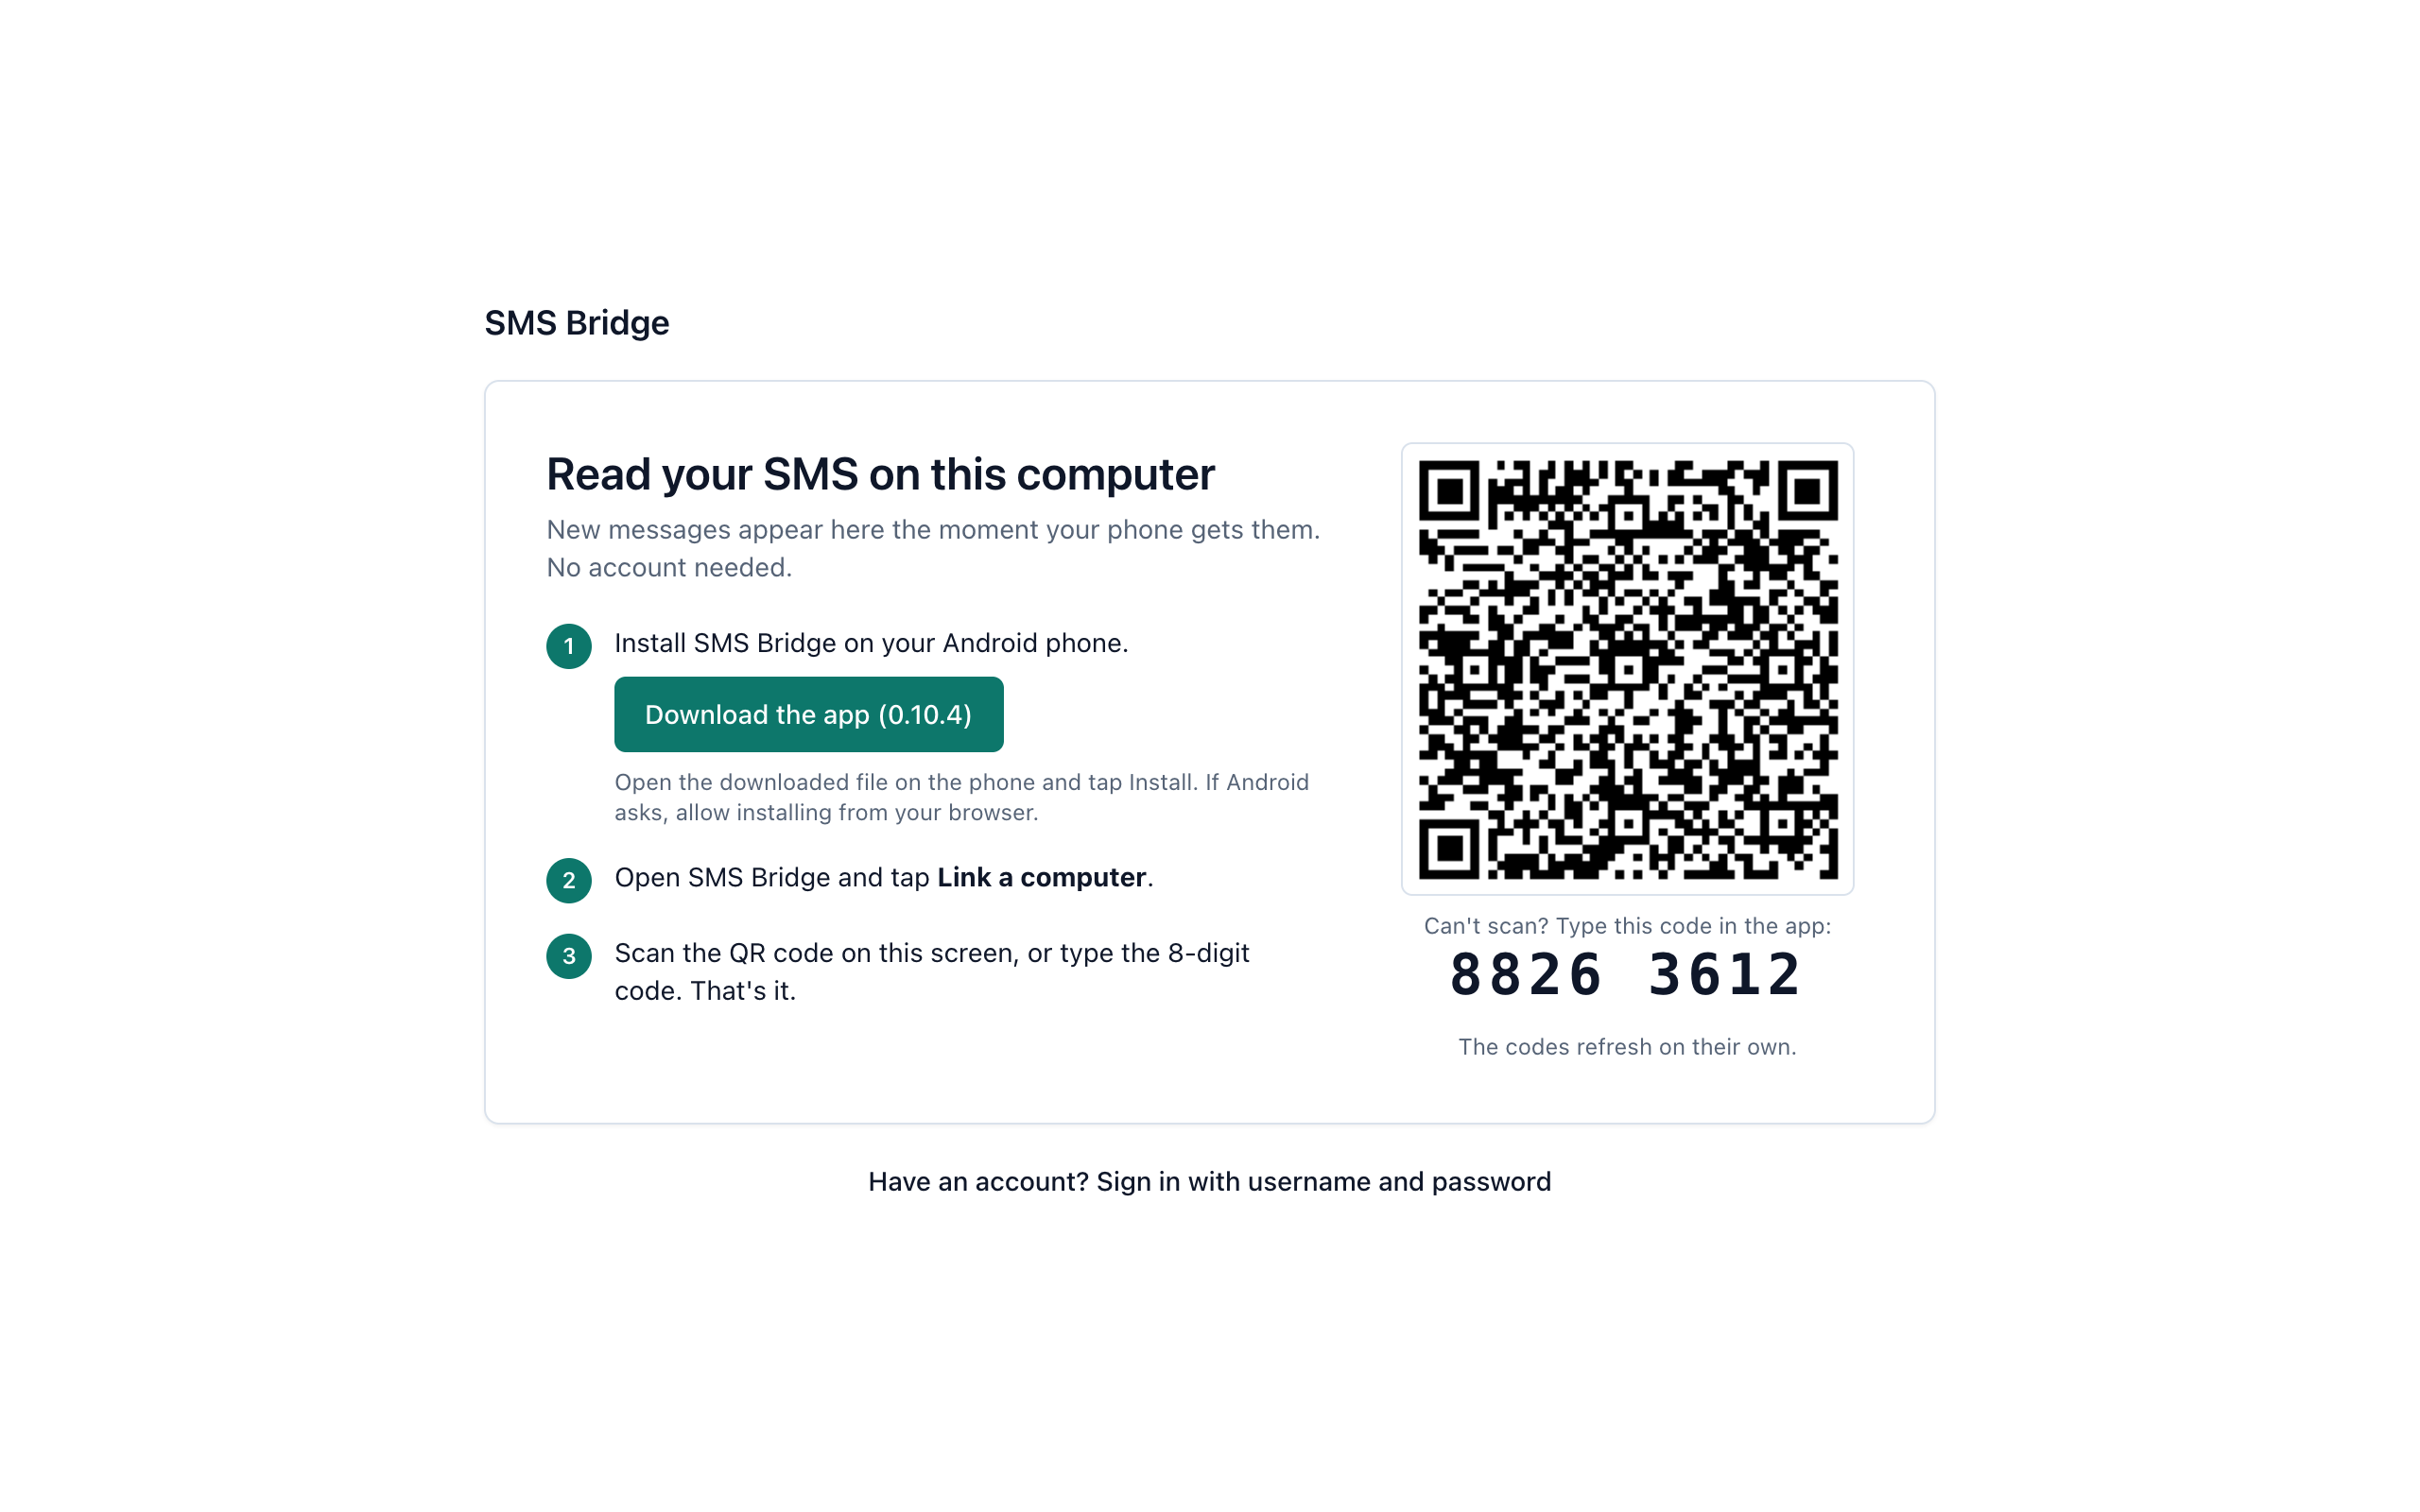 SMS Bridge
Read your SMS on this computer
New messages appear here the moment your phone gets them.
No account needed.
1 Install SMS Bridge on your Android phone.
Download the app (0.10.4)
Open the downloaded file on the phone and tap Install. If Android
asks, allow installing from your browser.
2 Open SMS Bridge and tap Link a computer.
3 Scan the QR code on this screen, or type the 8-digit
code. That's it.
Can't scan? Type this code in the app:
8826 3612
The codes refresh on their own.
Have an account? Sign in with username and password